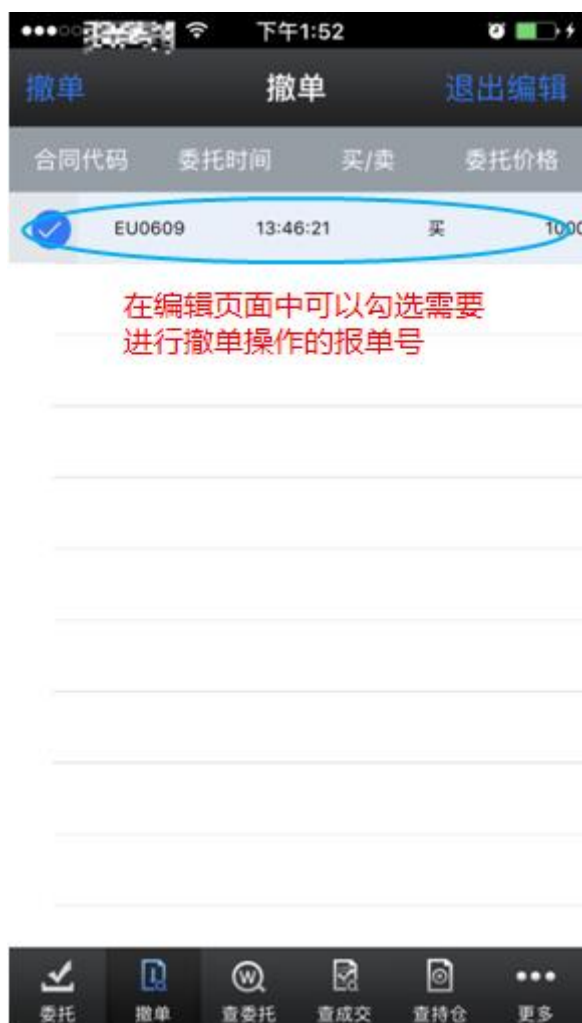 下午1:52
撤单 撤单 退出编辑
合同代码 委托时间 买/卖 委托价格
EU0609 13:46:21 买 1000
在编辑页面中可以勾选需要
进行撤单操作的报单号
委托 撤单 查委托 查成交 查持仓 更多